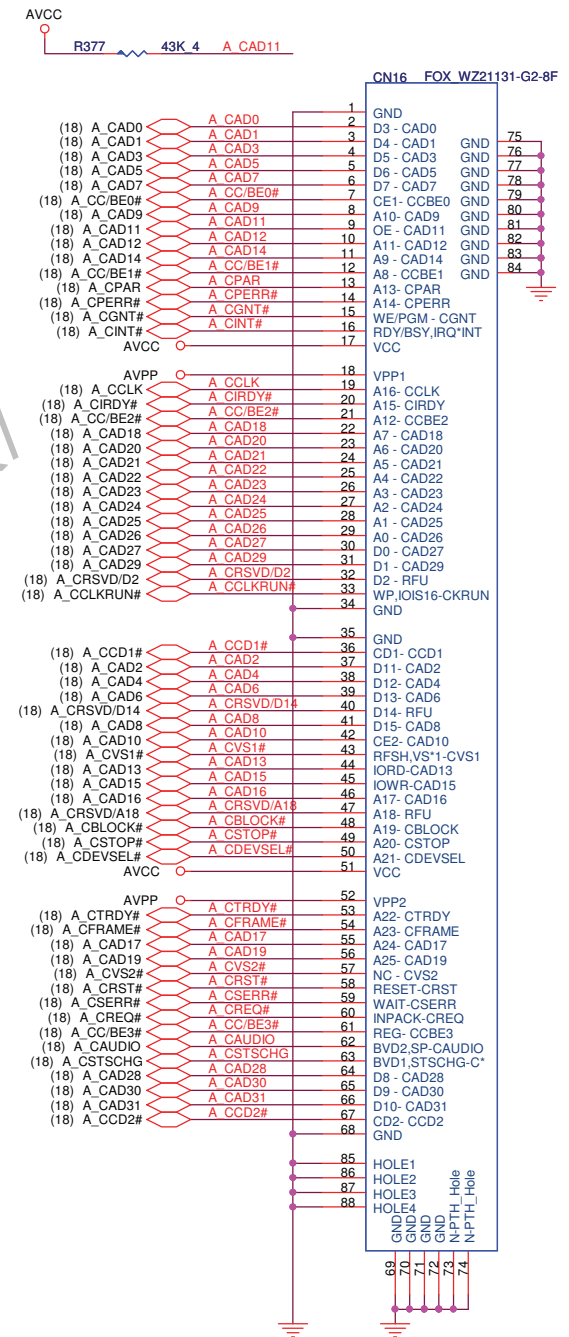 AVCC
R377 43K_4 A_CAD11
CN16 FOX_WZ21131-G2-8F
1 GND
(18) A_CAD0 A_CAD0 2 D3 - CAD0
(18) A_CAD1 A_CAD1 3 D4 - CAD1 GND 75
(18) A_CAD3 A_CAD3 4 D5 - CAD3 GND 76
(18) A_CAD5 A_CAD5 5 D6 - CAD5 GND 77
(18) A_CAD7 A_CAD7 6 D7 - CAD7 GND 78
(18) A_CC/BE0# A_CC/BE0# 7 CE1- CCBE0 GND 79
(18) A_CAD9 A_CAD9 8 A10- CAD9 GND 80
(18) A_CAD11 A_CAD11 9 OE - CAD11 GND 81
(18) A_CAD12 A_CAD12 10 A11- CAD12 GND 82
(18) A_CAD14 A_CAD14 11 A9 - CAD14 GND 83
(18) A_CC/BE1# A_CC/BE1# 12 A8 - CCBE1 GND 84
(18) A_CPAR A_CPAR 13 A13- CPAR
(18) A_CPERR# A_CPERR# 14 A14- CPERR
(18) A_CGNT# A_CGNT# 15 WE/PGM - CGNT
(18) A_CINT# A_CINT# 16 RDY/BSY,IRQ*INT
AVCC 17 VCC
AVPP 18 VPP1
(18) A_CCLK A_CCLK 19 A16- CCLK
(18) A_CIRDY# A_CIRDY# 20 A15- CIRDY
(18) A_CC/BE2# A_CC/BE2# 21 A12- CCBE2
(18) A_CAD18 A_CAD18 22 A7 - CAD18
(18) A_CAD20 A_CAD20 23 A6 - CAD20
(18) A_CAD21 A_CAD21 24 A5 - CAD21
(18) A_CAD22 A_CAD22 25 A4 - CAD22
(18) A_CAD23 A_CAD23 26 A3 - CAD23
(18) A_CAD24 A_CAD24 27 A2 - CAD24
(18) A_CAD25 A_CAD25 28 A1 - CAD25
(18) A_CAD26 A_CAD26 29 A0 - CAD26
(18) A_CAD27 A_CAD27 30 D0 - CAD27
(18) A_CAD29 A_CAD29 31 D1 - CAD29
(18) A_CRSVD/D2 A_CRSVD/D2 32 D2 - RFU
(18) A_CCLKRUN# A_CCLKRUN# 33 WP,IOIS16-CKRUN
34 GND
35 GND
(18) A_CCD1# A_CCD1# 36 CD1- CCD1
(18) A_CAD2 A_CAD2 37 D11- CAD2
(18) A_CAD4 A_CAD4 38 D12- CAD4
(18) A_CAD6 A_CAD6 39 D13- CAD6
(18) A_CRSVD/D14 A_CRSVD/D14 40 D14- RFU
(18) A_CAD8 A_CAD8 41 D15- CAD8
(18) A_CAD10 A_CAD10 42 CE2- CAD10
(18) A_CVS1# A_CVS1# 43 RFSH,VS*1-CVS1
(18) A_CAD13 A_CAD13 44 IORD-CAD13
(18) A_CAD15 A_CAD15 45 IOWR-CAD15
(18) A_CAD16 A_CAD16 46 A17- CAD16
(18) A_CRSVD/A18 A_CRSVD/A18 47 A18- RFU
(18) A_CBLOCK# A_CBLOCK# 48 A19- CBLOCK
(18) A_CSTOP# A_CSTOP# 49 A20- CSTOP
(18) A_CDEVSEL# A_CDEVSEL# 50 A21- CDEVSEL
AVCC 51 VCC
AVPP 52 VPP2
(18) A_CTRDY# A_CTRDY# 53 A22- CTRDY
(18) A_CFRAME# A_CFRAME# 54 A23- CFRAME
(18) A_CAD17 A_CAD17 55 A24- CAD17
(18) A_CAD19 A_CAD19 56 A25- CAD19
(18) A_CVS2# A_CVS2# 57 NC - CVS2
(18) A_CRST# A_CRST# 58 RESET-CRST
(18) A_CSERR# A_CSERR# 59 WAIT-CSERR
(18) A_CREQ# A_CREQ# 60 INPACK-CREQ
(18) A_CC/BE3# A_CC/BE3# 61 REG- CCBE3
(18) A_CAUDIO A_CAUDIO 62 BVD2,SP-CAUDIO
(18) A_CSTSCHG A_CSTSCHG 63 BVD1,STSCHG-C*
(18) A_CAD28 A_CAD28 64 D8 - CAD28
(18) A_CAD30 A_CAD30 65 D9 - CAD30
(18) A_CAD31 A_CAD31 66 D10- CAD31
(18) A_CCD2# A_CCD2# 67 CD2- CCD2
68 GND
85 HOLE1
86 HOLE2
87 HOLE3
88 HOLE4
GND GND GND GND N-PTH_Hole N-PTH_Hole
69 70 71 72 73 74